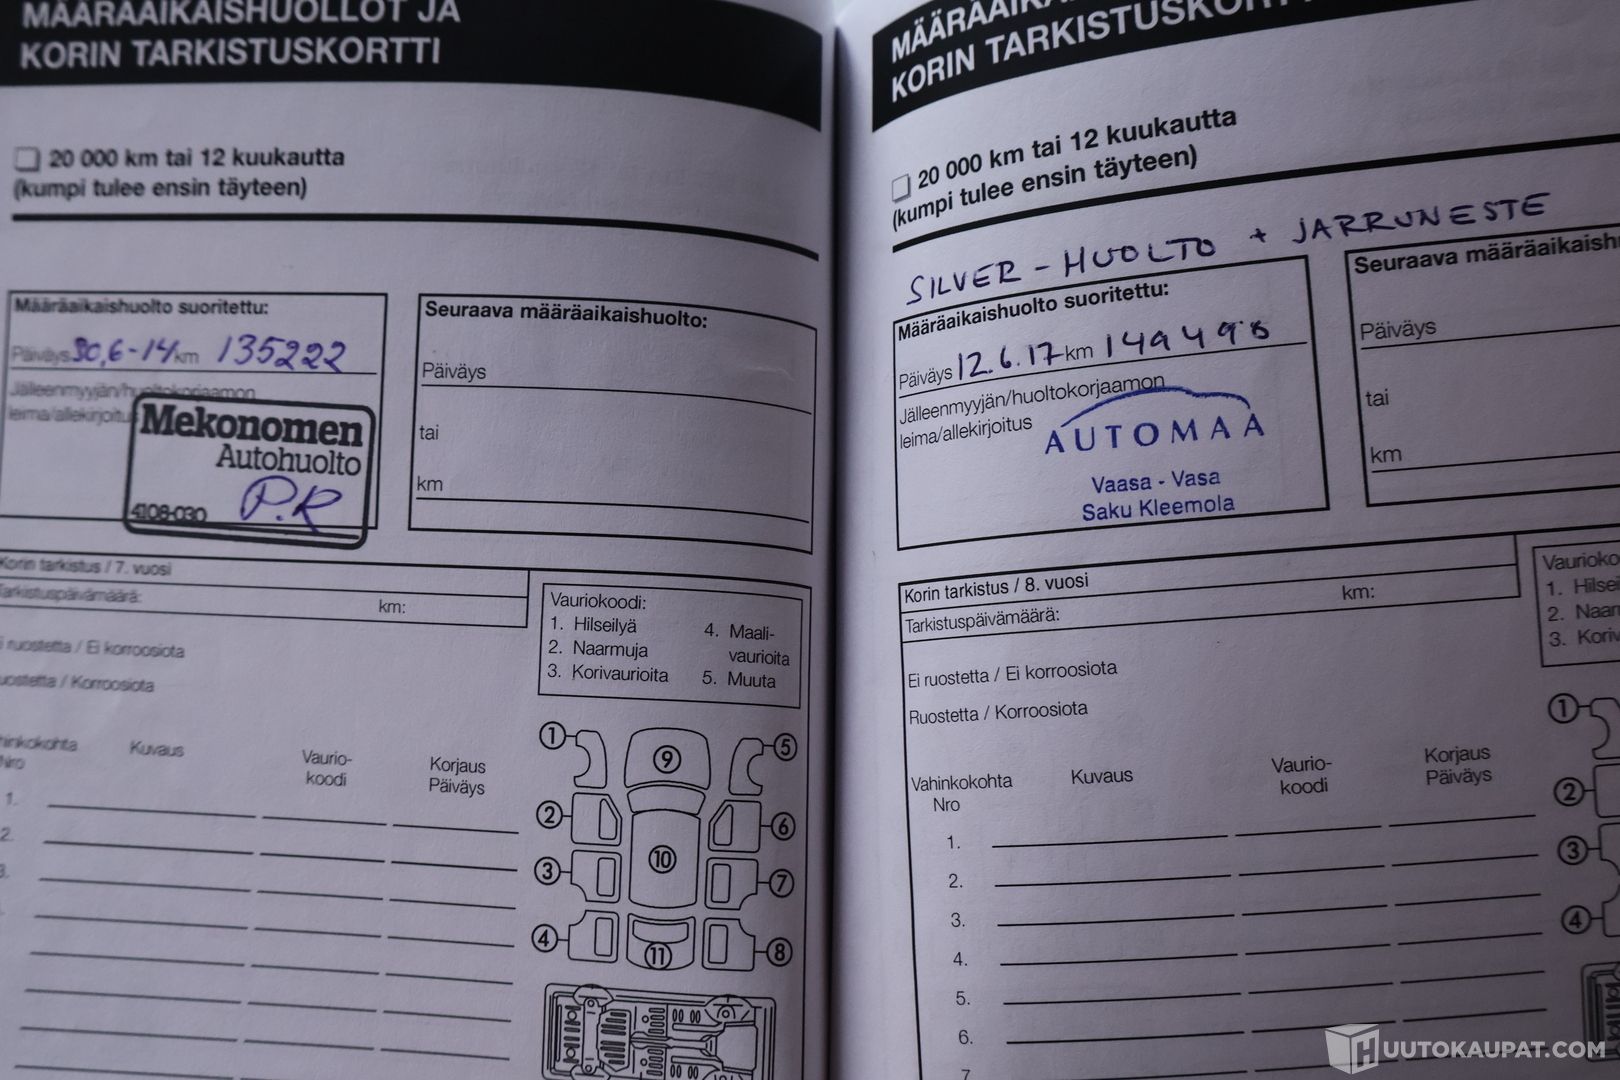 MÄÄRÄAIKAISHUOLLOT JA
KORIN TARKISTUSKORTTI
20 000 km tai 12 kuukautta
(kumpi tulee ensin täyteen)
Määräaikaishuolto suoritettu:
Päiväys 30,6-14 km 135222
Jälleenmyyjän/huoltokorjaamon
leima/allekirjoitus
Mekonomen
Autohuolto
4108-030 P.R
Seuraava määräaikaishuolto:
Päiväys
tai
km
Korin tarkistus / 7. vuosi
Tarkistuspäivämäärä: km:
Ei korroosiota
Korroosiota
Vauriokoodi:
1. Hilseilyä
2. Naarmuja
3. Korivaurioita
4. Maali-
vaurioita
5. Muuta
Nro
Kuvaus
Vaurio-
koodi
Korjaus
Päiväys
1.
2.
3.
1
2
3
4
5
6
7
8
9
10
11
KORIN TARKISTUSKORTTI
20 000 km tai 12 kuukautta
(kumpi tulee ensin täyteen)
SILVER-HUOLTO + JARRUNESTE
Määräaikaishuolto suoritettu:
Päiväys 12.6.17 km 149498
Jälleenmyyjän/huoltokorjaamon
leima/allekirjoitus
AUTOMAA
Vaasa - Vasa
Saku Kleemola
Seuraava
Päiväys
tai
km
Korin tarkistus / 8. vuosi
Tarkistuspäivämäärä: km:
Ei ruostetta / Ei korroosiota
Ruostetta / Korroosiota
1.
2.
3.
Vahinkokohta
Nro
Kuvaus
Vaurio-
koodi
Korjaus
Päiväys
1.
2.
3.
4.
5.
6.
7
1
2
3
4
HUUTOKAUPAT.COM